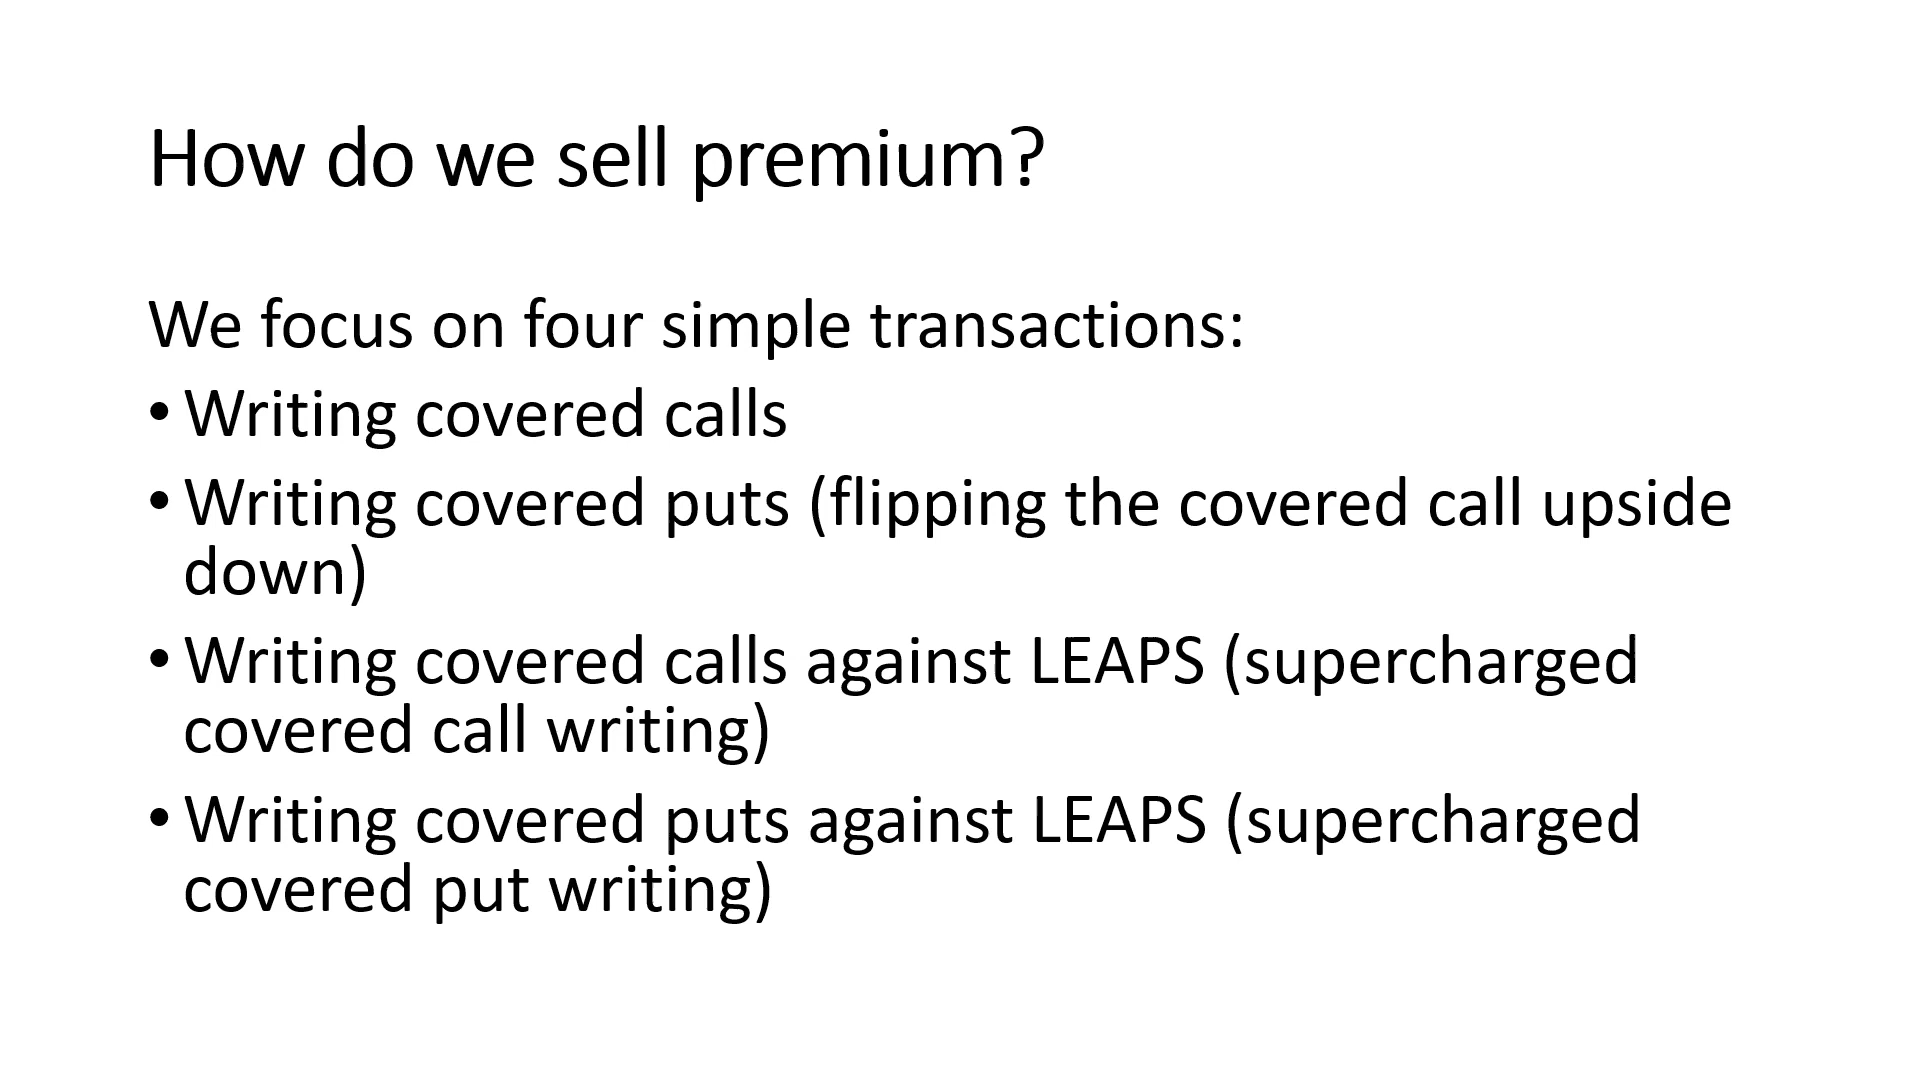 How do we sell premium?
We focus on four simple transactions:
• Writing covered calls
• Writing covered puts (flipping the covered call upside
down)
• Writing covered calls against LEAPS (supercharged
covered call writing)
• Writing covered puts against LEAPS (supercharged
covered put writing)